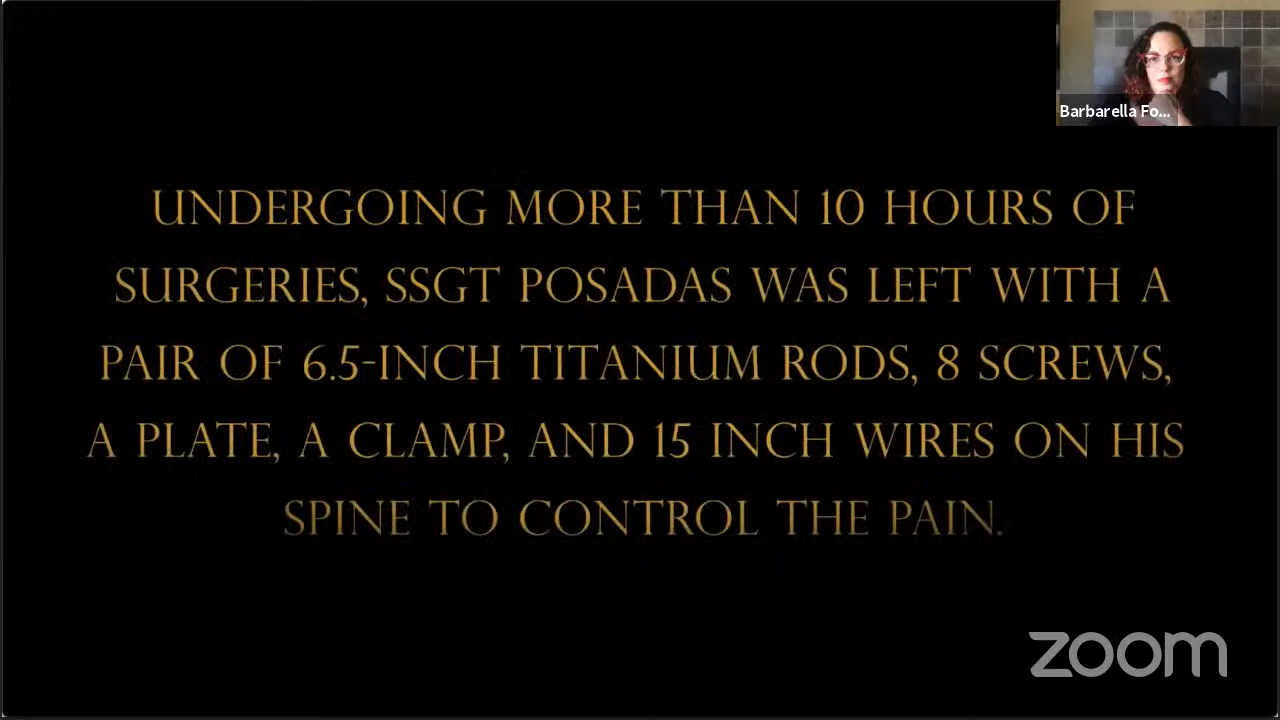 Barbarella Fo...
UNDERGOING MORE THAN 10 HOURS OF
SURGERIES, SSGT POSADAS WAS LEFT WITH A
PAIR OF 6.5-INCH TITANIUM RODS, 8 SCREWS,
A PLATE, A CLAMP, AND 15 INCH WIRES ON HIS
SPINE TO CONTROL THE PAIN.
zoom